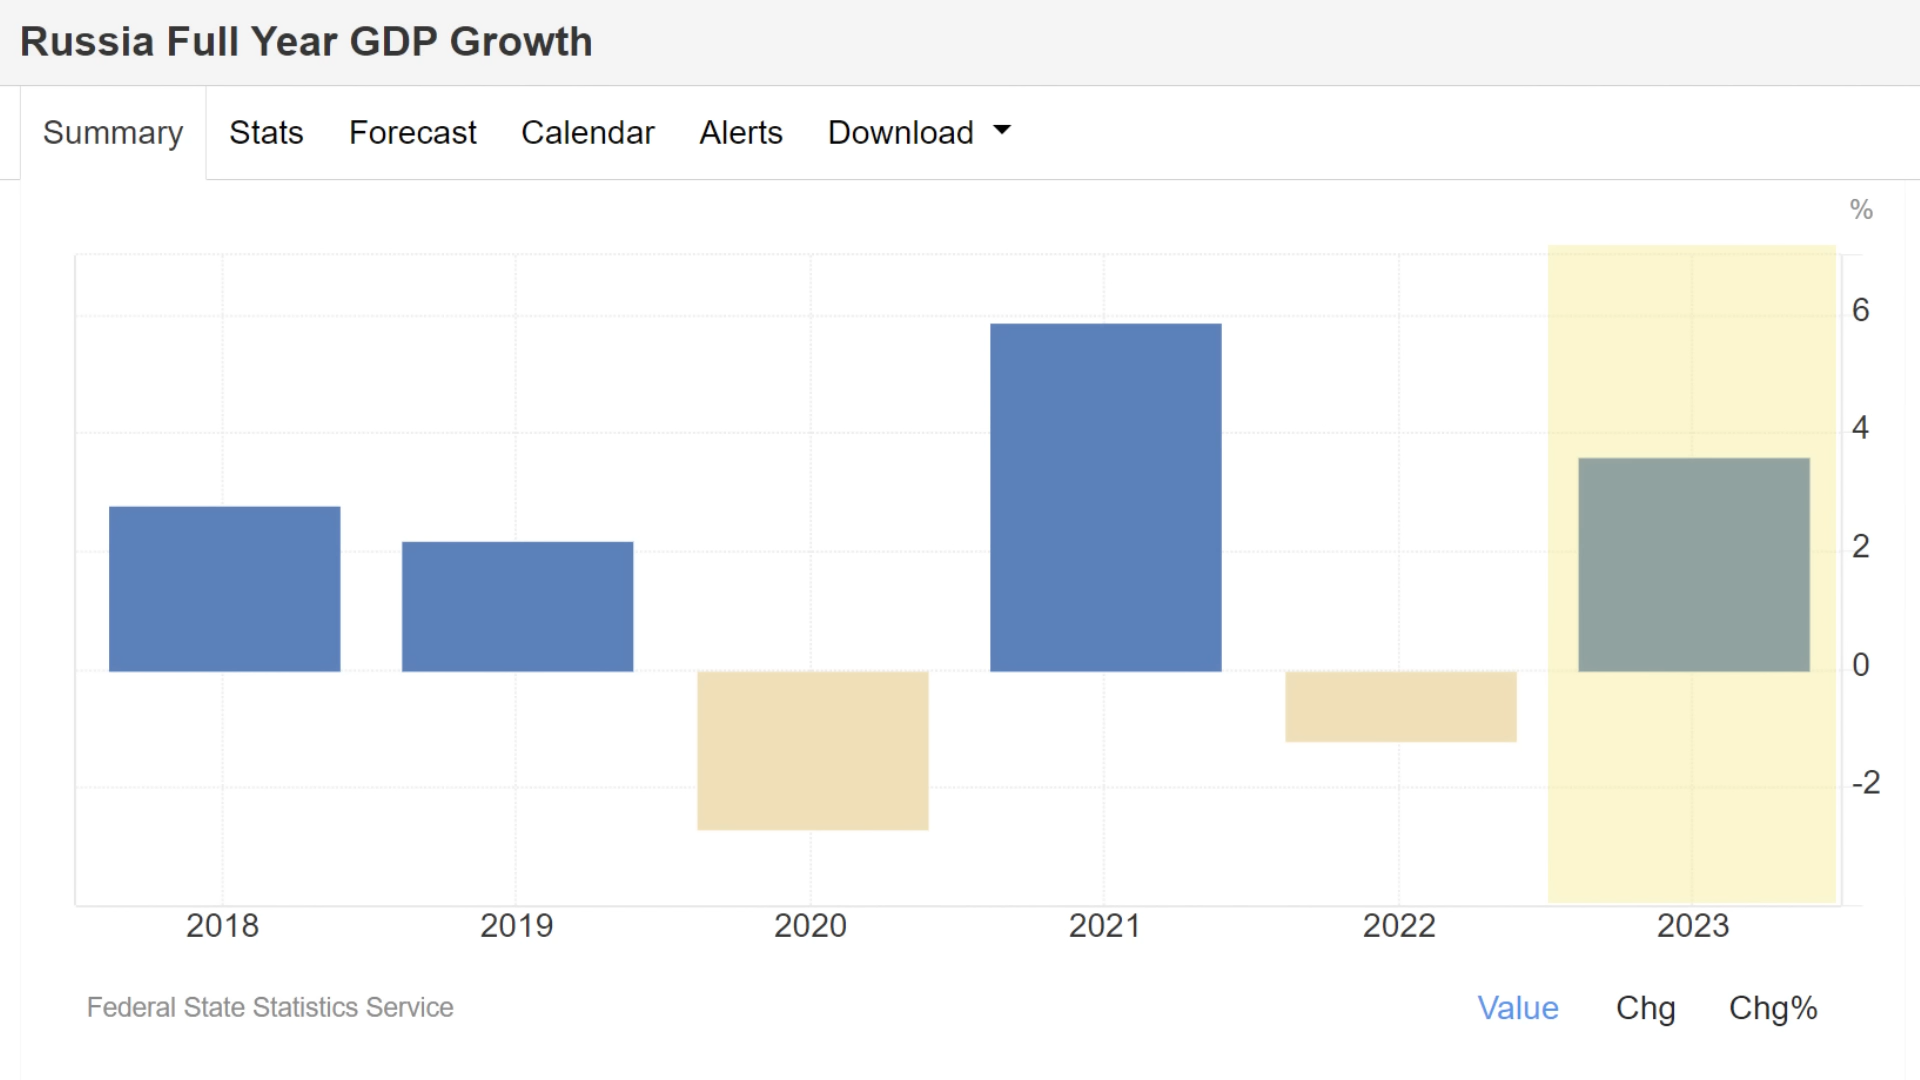 Russia Full Year GDP Growth
Summary Stats Forecast Calendar Alerts Download
%
6
4
2
0
-2
2018 2019 2020 2021 2022 2023
Federal State Statistics Service Value Chg Chg%